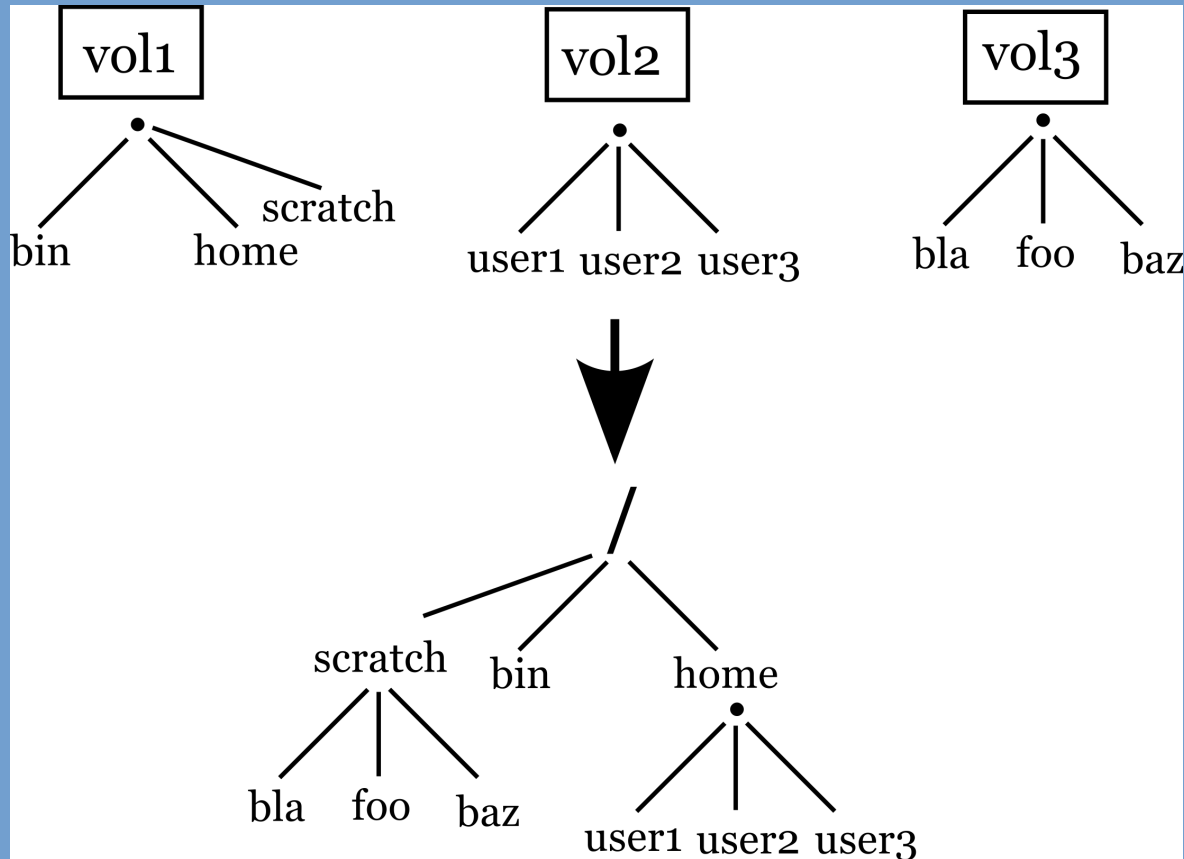 vol1
vol2
vol3
bin
home
scratch
user1 user2 user3
bla
foo
baz
/
scratch
bin
home
bla
foo
baz
user1 user2 user3